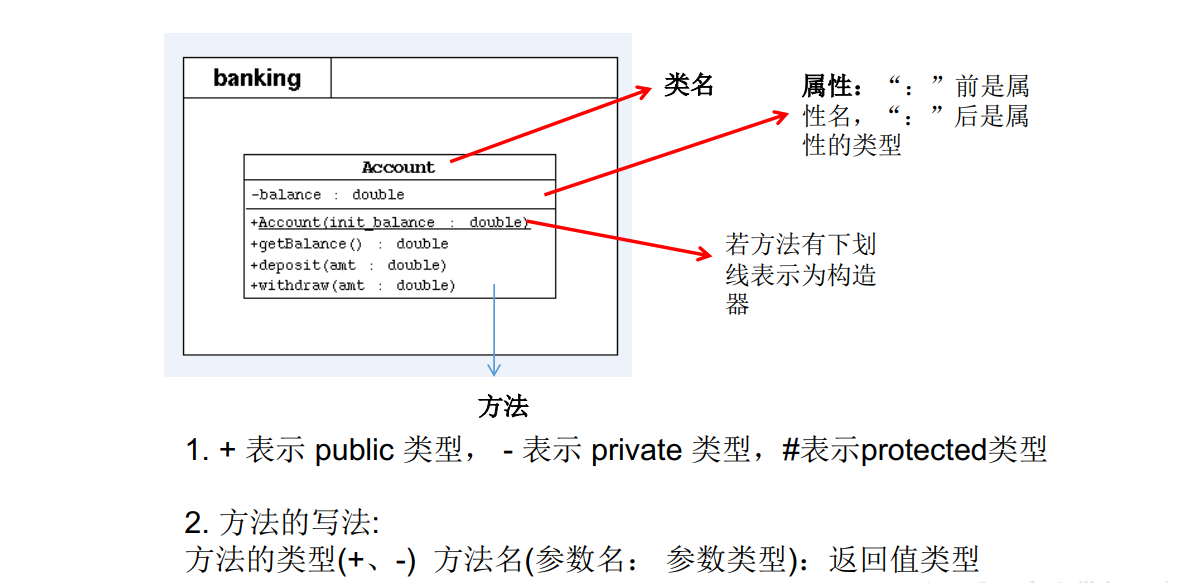 banking
类名
属性：“：”前是属
性名，“：”后是属
性的类型
Account
-balance : double
+Account(init_balance : double)
+getBalance() : double
+deposit(amt : double)
+withdraw(amt : double)
若方法有下划
线表示为构造
器
方法
1. + 表示 public 类型， - 表示 private 类型，#表示protected类型
2. 方法的写法:
方法的类型(+、-) 方法名(参数名： 参数类型)：返回值类型